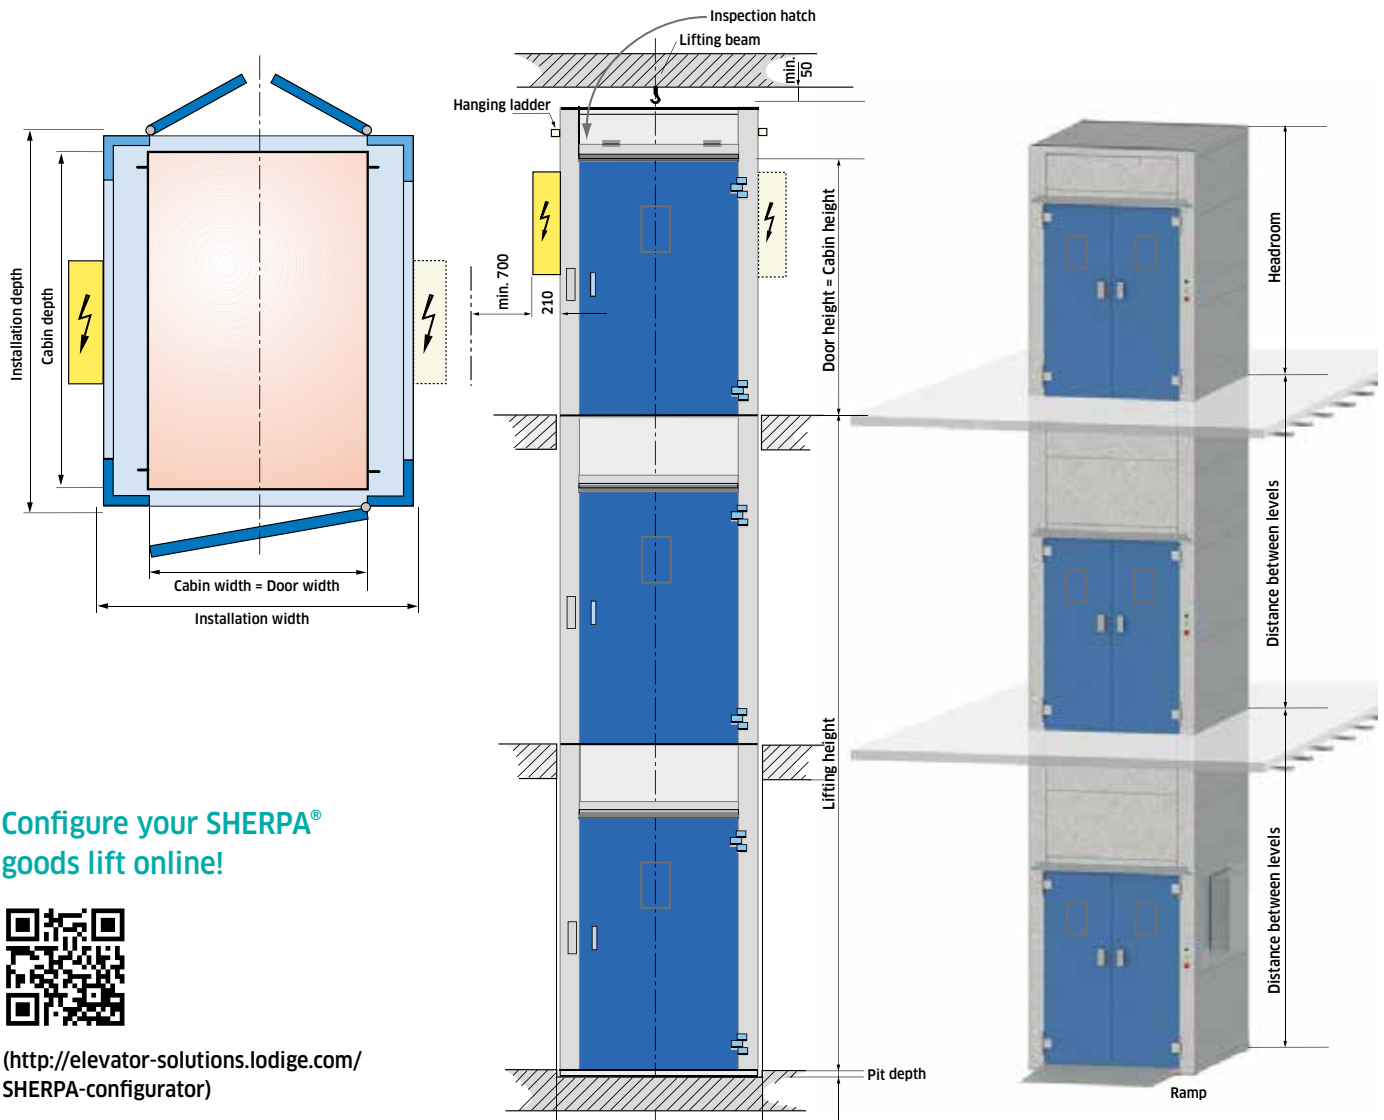 Inspection hatch
Lifting beam
min.
50
Hanging ladder
Installation depth
Cabin depth
min. 700
210
Door height = Cabin height
Headroom
Cabin width = Door width
Installation width
Distance between levels
Lifting height
Configure your SHERPA®
goods lift online!
Distance between levels
(http://elevator-solutions.lodige.com/
SHERPA-configurator)
Pit depth
Ramp